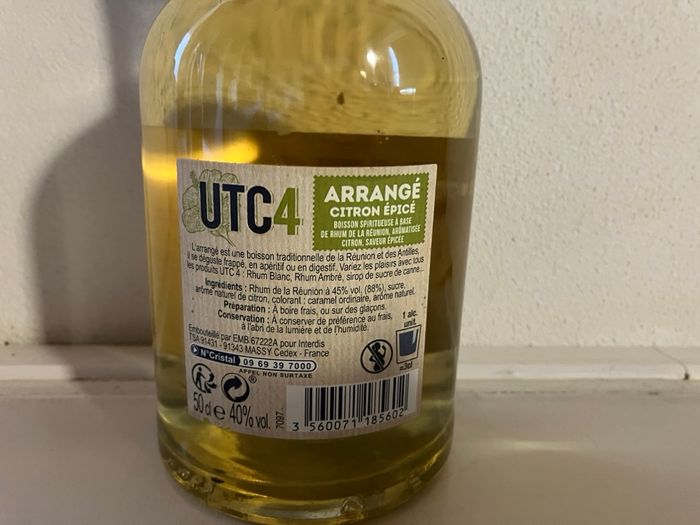 UTC4
ARRANGÉ
CITRON ÉPICÉ
BOISSON SPIRITUEUSE À BASE
DE RHUM DE LA RÉUNION, AROMATISÉE
CITRON, SAVEUR ÉPICÉE
L'arrangé est une boisson traditionnelle de la Réunion et des Antilles,
il se déguste frappé, en apéritif ou en digestif. Variez les plaisirs avec tous
les produits UTC 4 : Rhum Blanc, Rhum Ambré, sirop de sucre de canne...
Ingrédients : Rhum de la Réunion à 45% vol. (88%), sucre,
arôme naturel de citron, colorant : caramel ordinaire, arôme naturel.
Préparation : À boire frais, ou sur des glaçons.
Conservation : À conserver de préférence au frais,
à l'abri de la lumière et de l'humidité.
Embouteillé par EMB 67222A pour Interdis
TSA 91431 - 91343 MASSY Cedex - France
N°Cristal 09 69 39 7000
APPEL NON SURTAXÉ
1 alc.
unit.
=3cl
50 cl e 40% vol.
7097
3 560071 185602